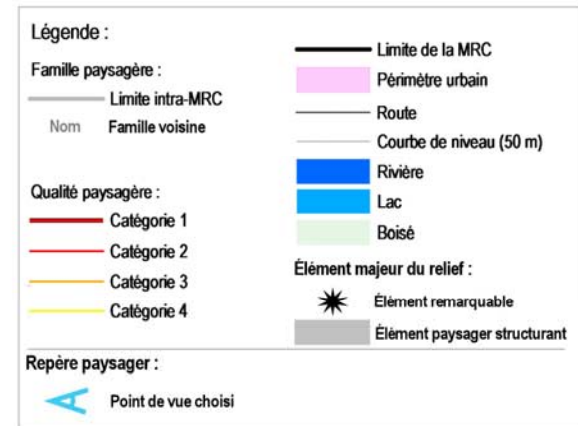 Légende :
Famille paysagère :
Limite intra-MRC
Nom Famille voisine
Qualité paysagère :
Catégorie 1
Catégorie 2
Catégorie 3
Catégorie 4
Limite de la MRC
Périmètre urbain
Route
Courbe de niveau (50 m)
Rivière
Lac
Boisé
Élément majeur du relief :
Élément remarquable
Élément paysager structurant
Repère paysager :
Point de vue choisi